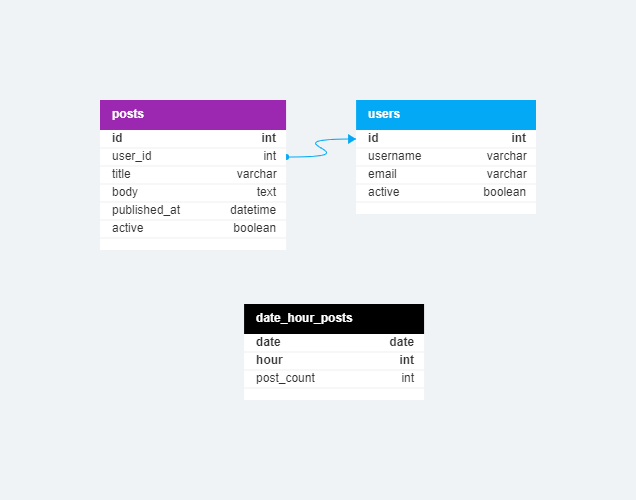 posts
id int
user_id int
title varchar
body text
published_at datetime
active boolean
users
id int
username varchar
email varchar
active boolean
date_hour_posts
date date
hour int
post_count int